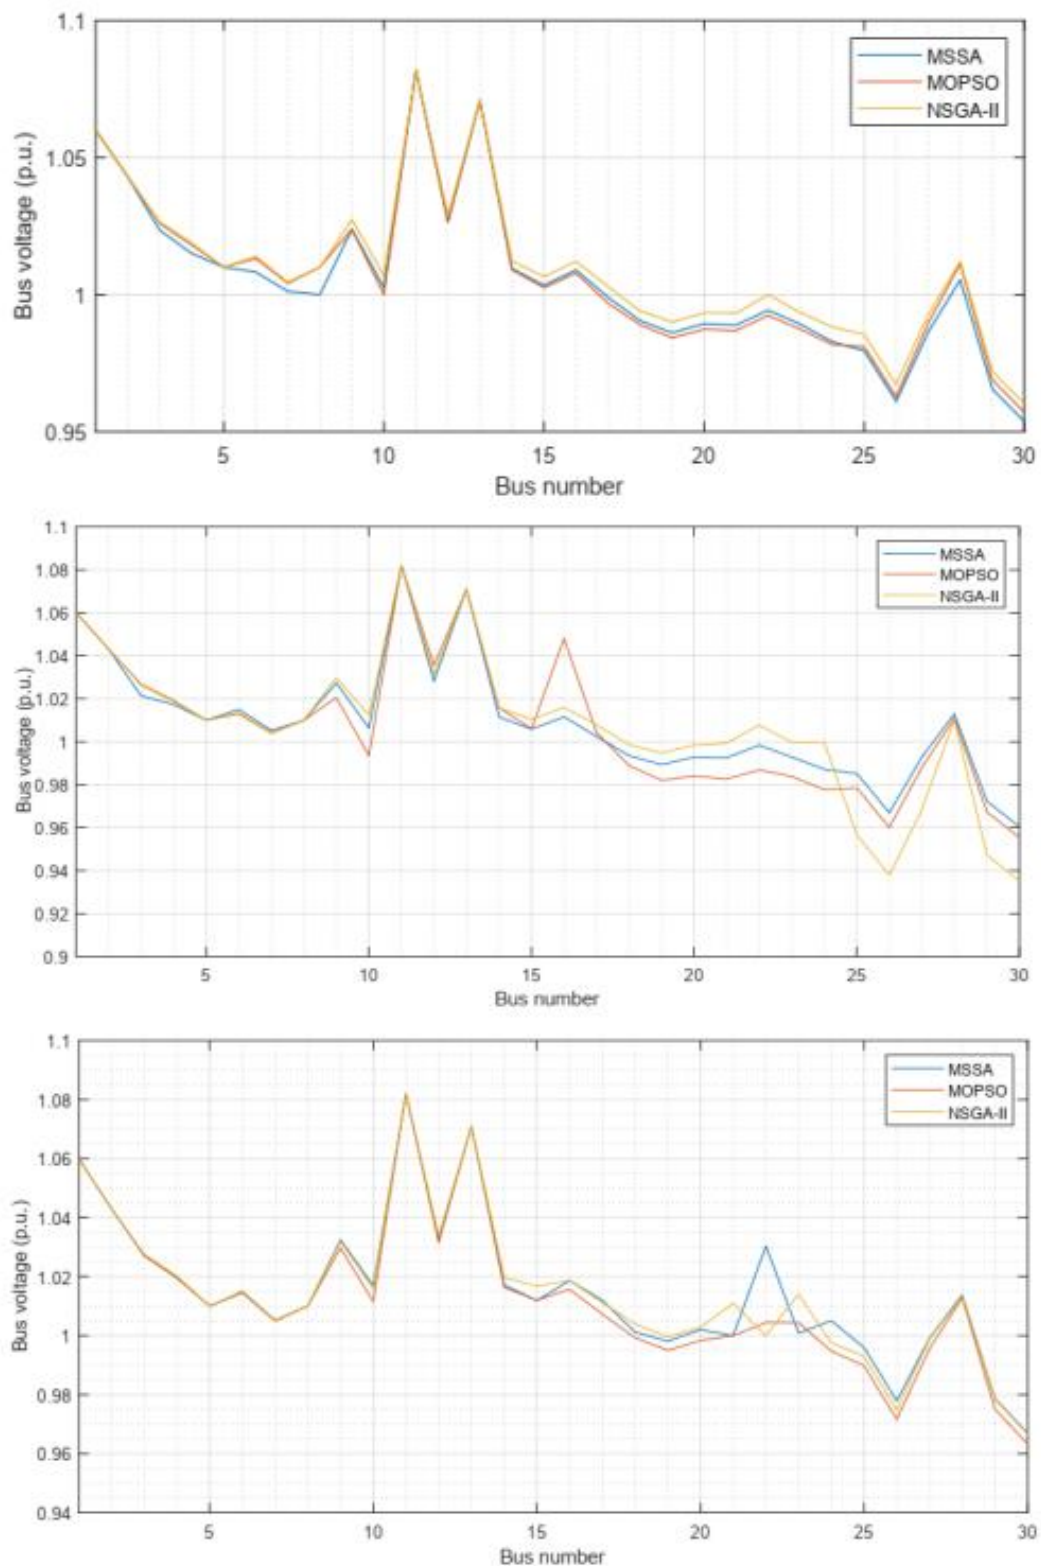 1.1
1.05
1
0.95
Bus voltage (p.u.)
MSSA
MOPSO
NSGA-II
5 10 15 20 25 30
Bus number
1.1
1.08
1.06
1.04
1.02
1
0.98
0.96
0.94
0.92
0.9
Bus voltage (p.u.)
MSSA
MOPSO
NSGA-II
5 10 15 20 25 30
Bus number
1.1
1.08
1.06
1.04
1.02
1
0.98
0.96
0.94
Bus voltage (p.u.)
MSSA
MOPSO
NSGA-II
5 10 15 20 25 30
Bus number